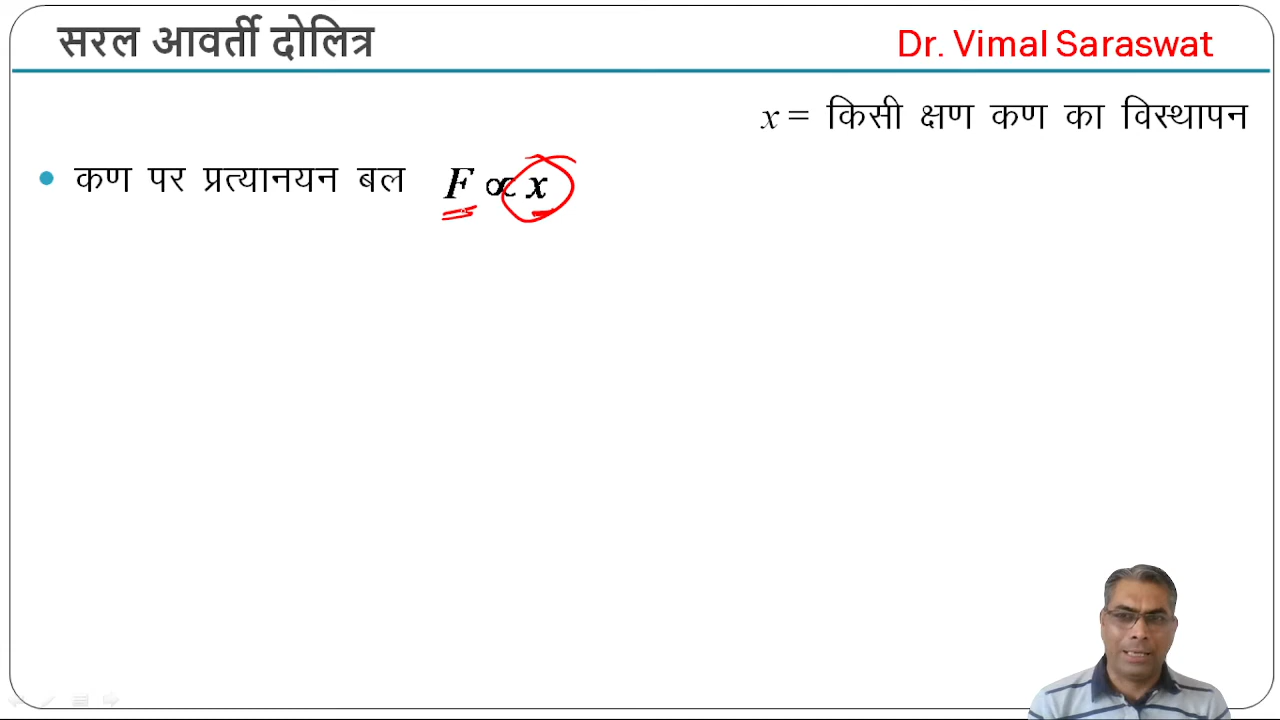 सरल आवर्ती दोलित्र
Dr. Vimal Saraswat
x = किसी क्षण कण का विस्थापन
• कण पर प्रत्यानयन बल F ∝ x